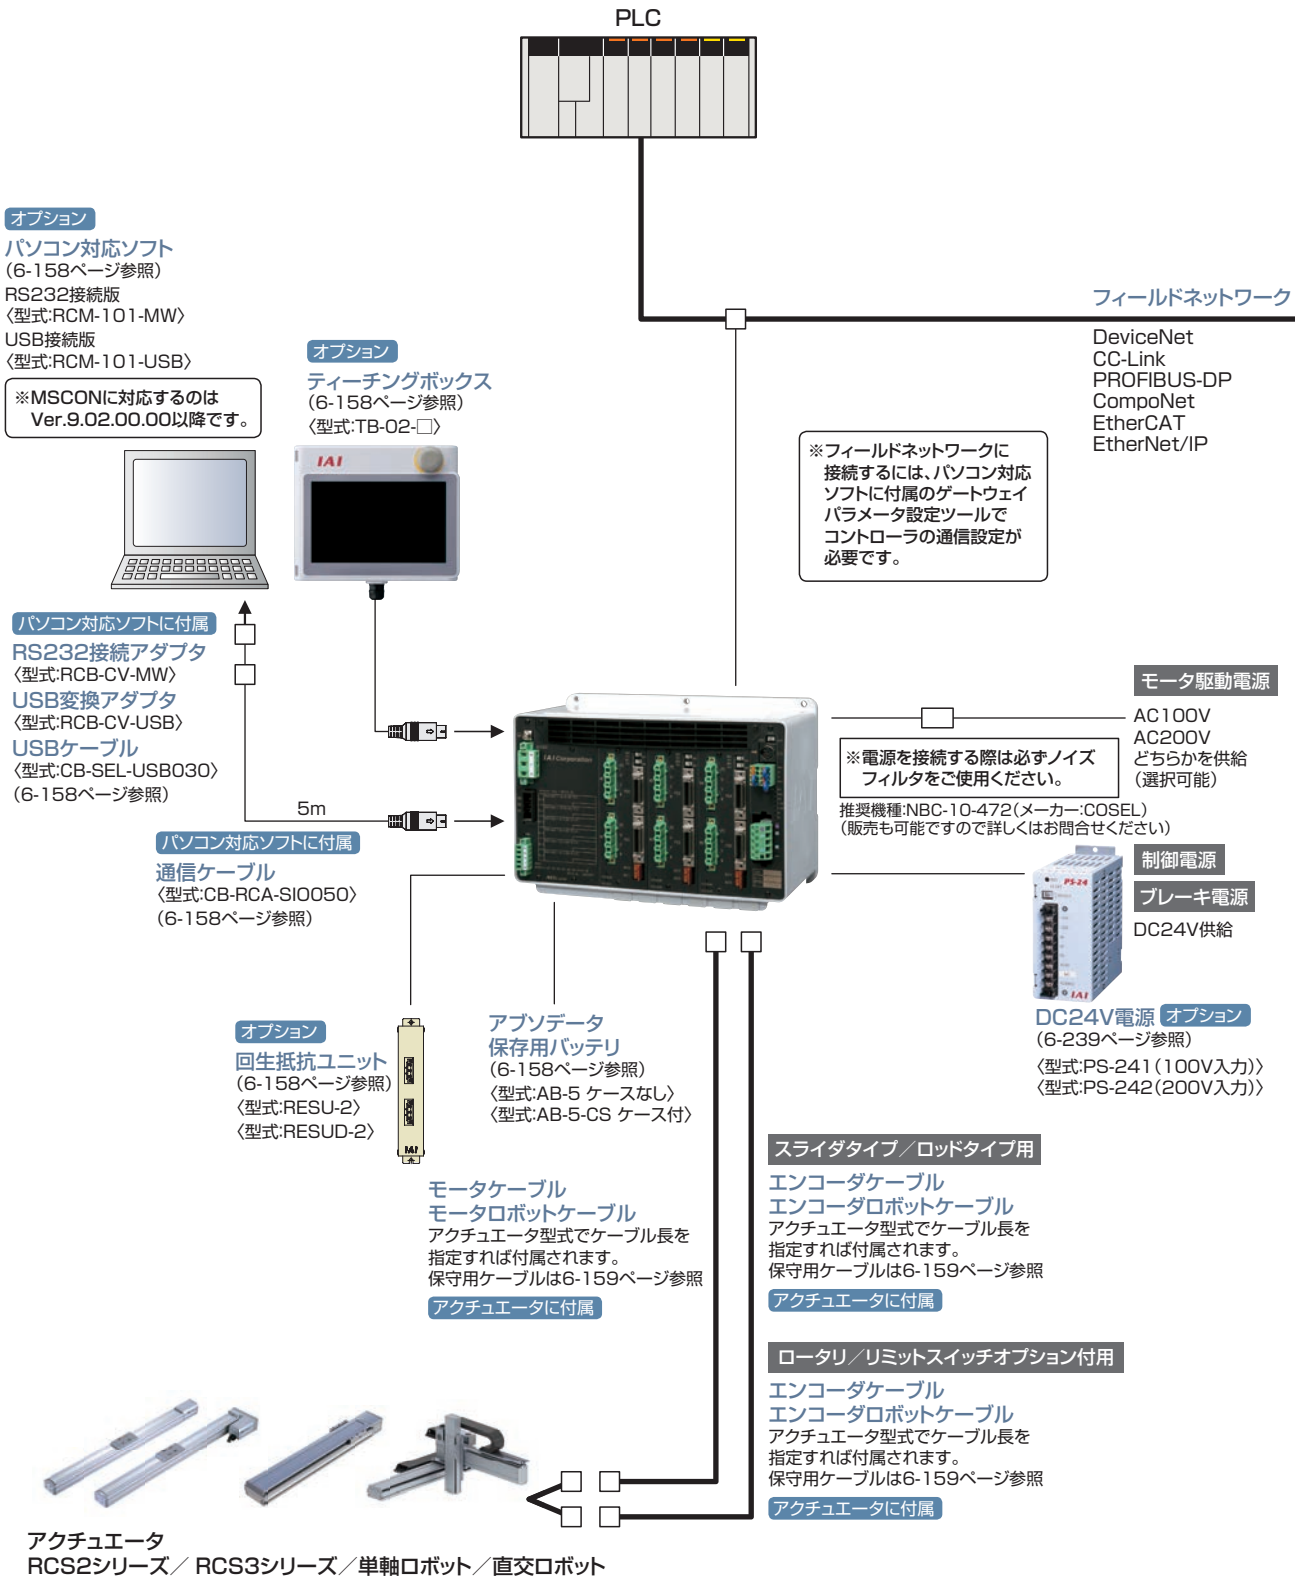 PLC
オプション
パソコン対応ソフト
(6-158ページ参照)
RS232接続版
〈型式:RCM-101-MW〉
USB接続版
〈型式:RCM-101-USB〉
※MSCONに対応するのは
Ver.9.02.00.00以降です。
オプション
ティーチングボックス
(6-158ページ参照)
〈型式:TB-02-□〉
IAI
フィールドネットワーク
DeviceNet
CC-Link
PROFIBUS-DP
CompoNet
EtherCAT
EtherNet/IP
※フィールドネットワークに
接続するには、パソコン対応
ソフトに付属のゲートウェイ
パラメータ設定ツールで
コントローラの通信設定が
必要です。
パソコン対応ソフトに付属
RS232接続アダプタ
〈型式:RCB-CV-MW〉
USB変換アダプタ
〈型式:RCB-CV-USB〉
USBケーブル
〈型式:CB-SEL-USB030〉
(6-158ページ参照)
5m
パソコン対応ソフトに付属
通信ケーブル
〈型式:CB-RCA-SIO050〉
(6-158ページ参照)
IAI Corporation
モータ駆動電源
AC100V
AC200V
どちらかを供給
(選択可能)
※電源を接続する際は必ずノイズ
フィルタをご使用ください。
推奨機種:NBC-10-472(メーカー:COSEL)
(販売も可能ですので詳しくはお問合せください)
制御電源
ブレーキ電源
DC24V供給
PS-24
IAI
DC24V電源 オプション
(6-239ページ参照)
〈型式:PS-241(100V入力)〉
〈型式:PS-242(200V入力)〉
オプション
回生抵抗ユニット
(6-158ページ参照)
〈型式:RESU-2〉
〈型式:RESUD-2〉
IAI
アブソデータ
保存用バッテリ
(6-158ページ参照)
〈型式:AB-5 ケースなし〉
〈型式:AB-5-CS ケース付〉
モータケーブル
モータロボットケーブル
アクチュエータ型式でケーブル長を
指定すれば付属されます。
保守用ケーブルは6-159ページ参照
アクチュエータに付属
スライダタイプ／ロッドタイプ用
エンコーダケーブル
エンコーダロボットケーブル
アクチュエータ型式でケーブル長を
指定すれば付属されます。
保守用ケーブルは6-159ページ参照
アクチュエータに付属
ロータリ／リミットスイッチオプション付用
エンコーダケーブル
エンコーダロボットケーブル
アクチュエータ型式でケーブル長を
指定すれば付属されます。
保守用ケーブルは6-159ページ参照
アクチュエータに付属
アクチュエータ
RCS2シリーズ／RCS3シリーズ／単軸ロボット／直交ロボット